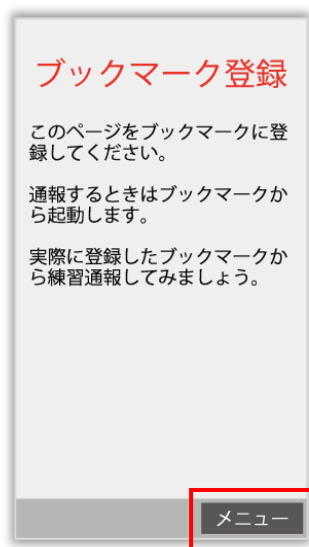 ブックマーク登録
このページをブックマークに登
録してください。
通報するときはブックマークか
ら起動します。
実際に登録したブックマークか
ら練習通報してみましょう。
メニュー